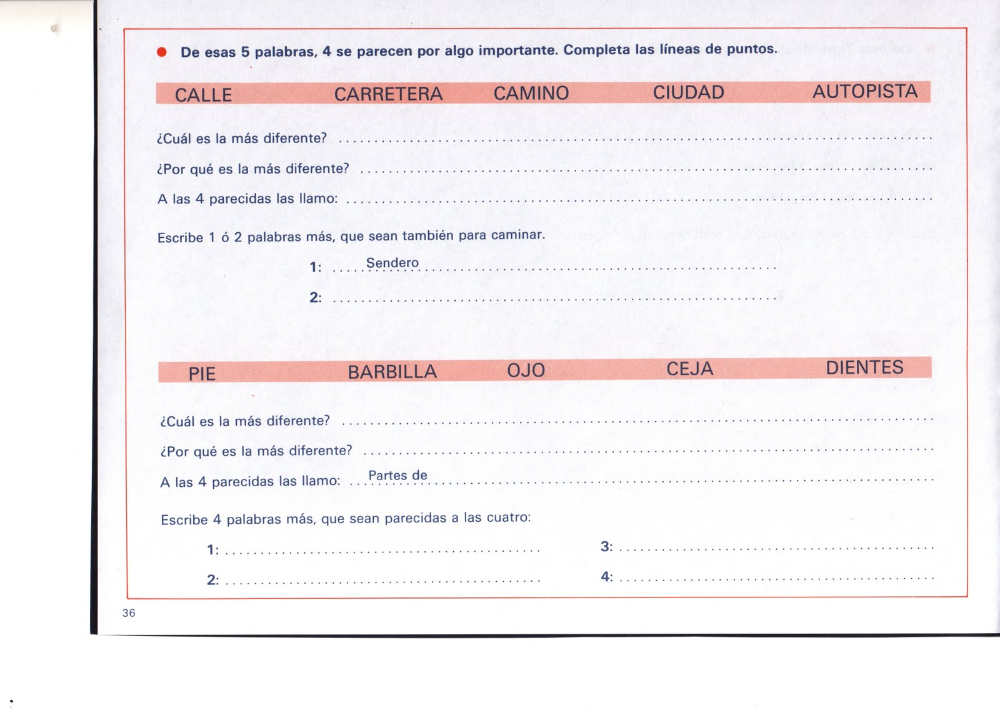 De esas 5 palabras, 4 se parecen por algo importante. Completa las líneas de puntos.
CALLE CARRETERA CAMINO CIUDAD AUTOPISTA
¿Cuál es la más diferente?
¿Por qué es la más diferente?
A las 4 parecidas las llamo:
Escribe 1 ó 2 palabras más, que sean también para caminar.
1: Sendero
2:
PIE BARBILLA OJO CEJA DIENTES
¿Cuál es la más diferente?
¿Por qué es la más diferente?
A las 4 parecidas las llamo: Partes de
Escribe 4 palabras más, que sean parecidas a las cuatro:
1: 3:
2: 4:
36